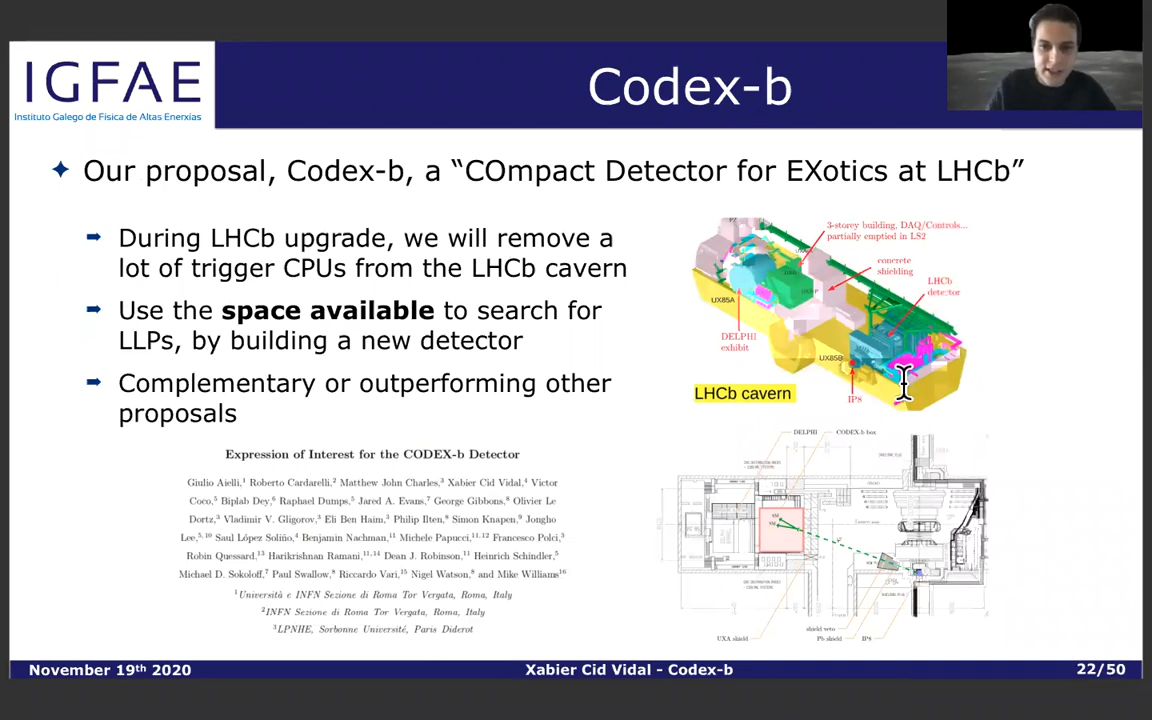 IGFAE
Instituto Galego de Física de Altas Enerxías
Codex-b
✦ Our proposal, Codex-b, a “COmpact Detector for EXotics at LHCb”
➡ During LHCb upgrade, we will remove a
lot of trigger CPUs from the LHCb cavern
➡ Use the space available to search for
LLPs, by building a new detector
➡ Complementary or outperforming other
proposals
3-storey building, DAQ/Controls...
partially emptied in LS2
concrete
shielding
LHCb
detector
UX85A
DELPHI
exhibit
UX85B
IP8
LHCb cavern
Expression of Interest for the CODEX-b Detector
Giulio Aielli,1 Roberto Cardarelli,2 Matthew John Charles,3 Xabier Cid Vidal,4 Victor
Coco,5 Biplab Dey,6 Raphael Dumps,5 Jared A. Evans,7 George Gibbons,8 Olivier Le
Dortz,3 Vladimir V. Gligorov,3 Eli Ben Haim,3 Philip Ilten,8 Simon Knapen,9 Jongho
Lee,5,10 Saul López Soliño,4 Benjamin Nachman,11 Michele Papucci,11,12 Francesco Polci,3
Robin Quessard,13 Harikrishnan Ramani,11,14 Dean J. Robinson,11 Heinrich Schindler,5
Michael D. Sokoloff,7 Paul Swallow,8 Riccardo Vari,15 Nigel Watson,8 and Mike Williams16
1Università e INFN Sezione di Roma Tor Vergata, Roma, Italy
2INFN Sezione di Roma Tor Vergata, Roma, Italy
3LPNHE, Sorbonne Université, Paris Diderot
DELPHI
CODEX-b box
shield veto
UXA shield
Pb shield
IP8
November 19th 2020
Xabier Cid Vidal - Codex-b
22/50